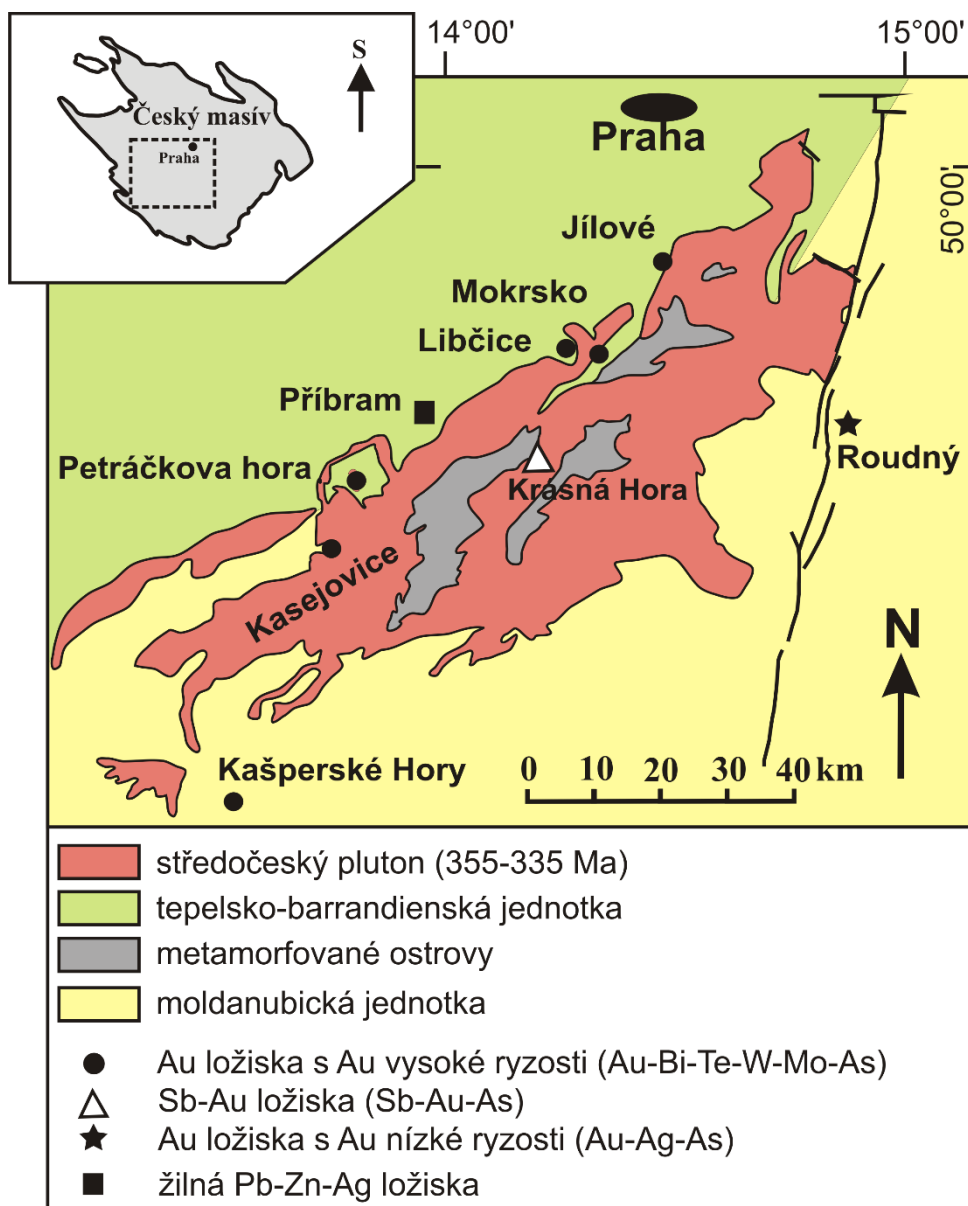 14°00'
15°00'
S
Český masív
Praha
Praha
50°00'
Jílové
Mokrsko
Libčice
Příbram
Petráčkova hora
Roudný
Krásná Hora
Kasejovice
N
Kašperské Hory
0 10 20 30 40 km
středočeský pluton (355-335 Ma)
tepelsko-barrandienská jednotka
metamorfované ostrovy
moldanubická jednotka
Au ložiska s Au vysoké ryzosti (Au-Bi-Te-W-Mo-As)
Sb-Au ložiska (Sb-Au-As)
Au ložiska s Au nízké ryzosti (Au-Ag-As)
žilná Pb-Zn-Ag ložiska